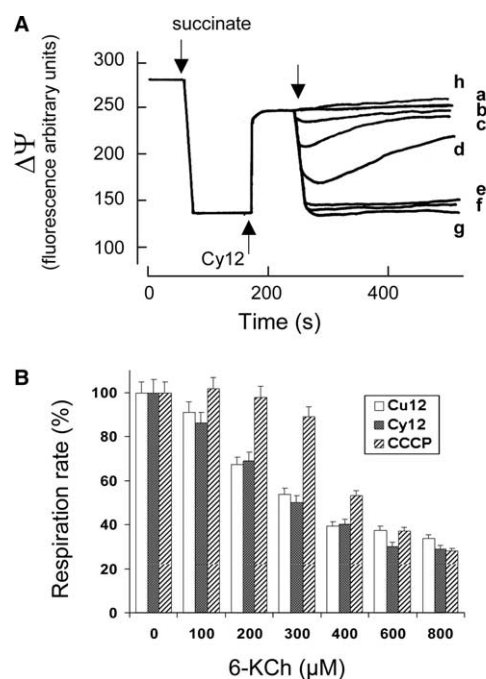 A
succinate
300
250
200
150
100
ΔΨ
(fluorescence arbitrary units)
h
a
b
c
d
e
f
g
Cy12
0
200
400
Time (s)
B
Respiration rate (%)
100
80
60
40
20
0
Cu12
Cy12
CCCP
0 100 200 300 400 600 800
6-KCh (µM)